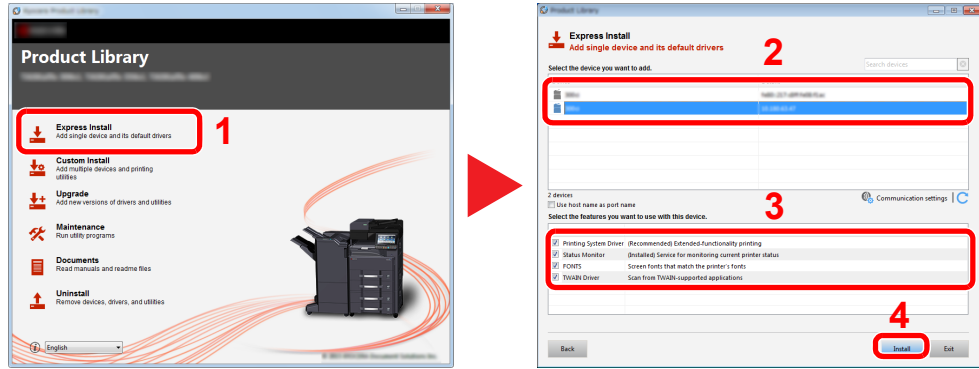 Product Library
Express Install
Add single device and its default drivers
1
Custom Install
Add multiple devices and printing
utilities
Upgrade
Add new versions of drivers and utilities
Maintenance
Run utility programs
Documents
Read manuals and readme files
Uninstall
Remove devices, drivers, and utilities
English
Product Library
Express Install
Add single device and its default drivers
2
Select the device you want to add.
Search devices
2 devices
Communication settings
Use host name as port name
3
Select the features you want to use with this device.
Printing System Driver (Recommended) Extended-functionality printing
Status Monitor (Installed) Service for monitoring current printer status
FONTS Screen fonts that match the printer's fonts
TWAIN Driver Scan from TWAIN-supported applications
4
Back Install Exit